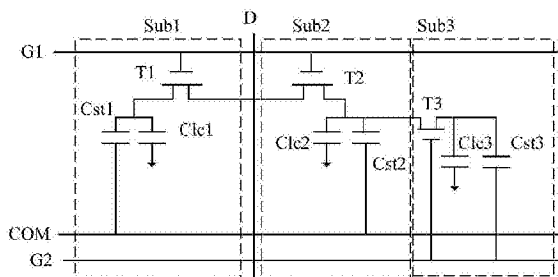 Sub1 D Sub2 Sub3
G1
T1 T2
Cst1 T3
Clc1 Clc2 Cst2 Clc3 Cst3
COM
G2